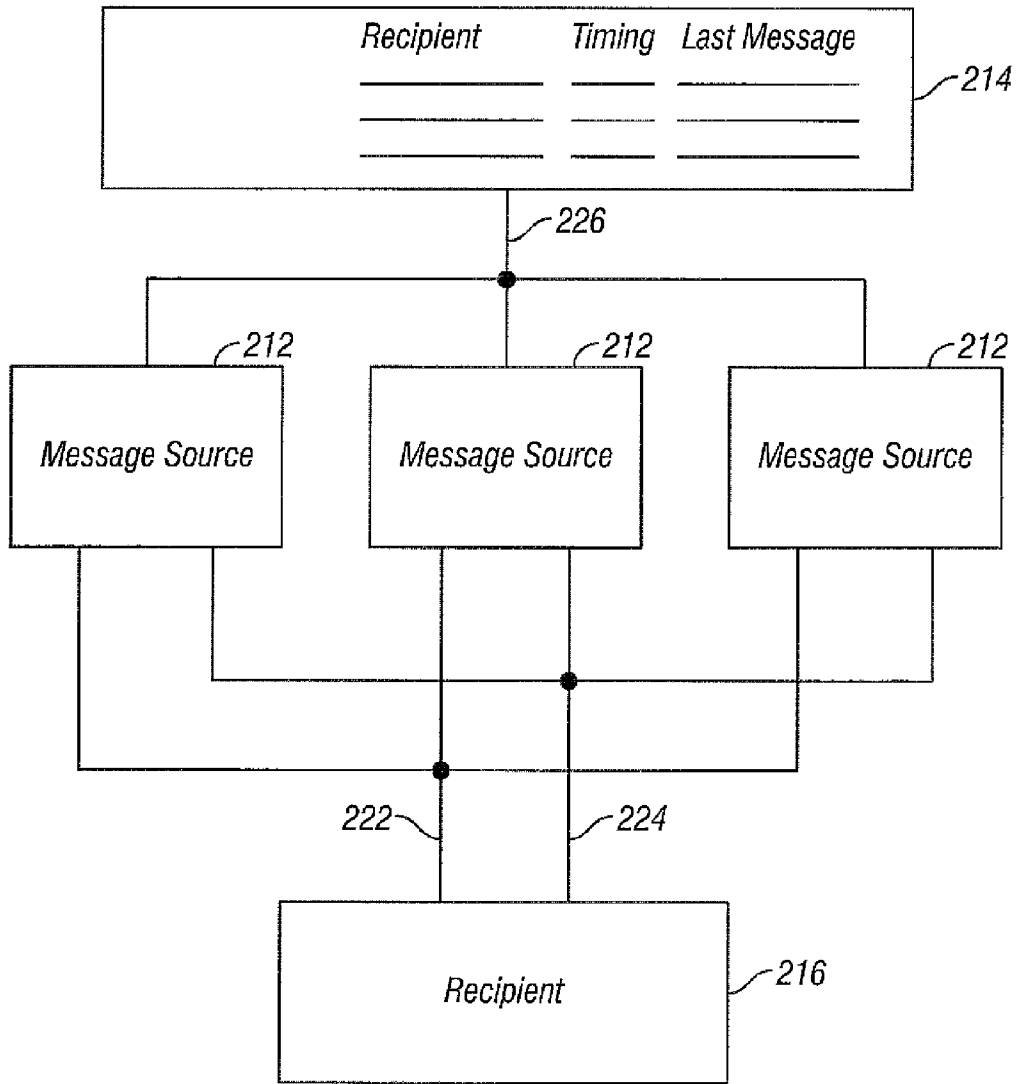 Recipient Timing Last Message
214
226
212 212 212
Message Source Message Source Message Source
222 224
Recipient
216